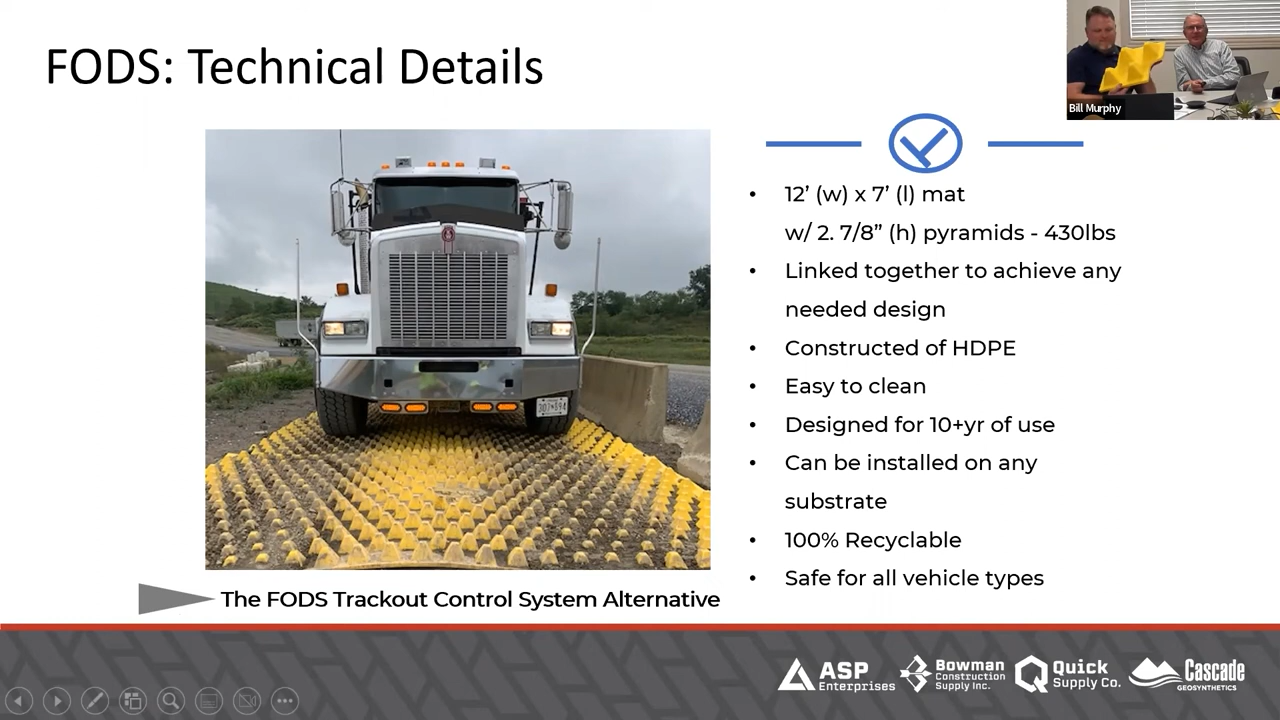 FODS: Technical Details
Bill Murphy
12’ (w) x 7’ (l) mat
w/ 2. 7/8” (h) pyramids - 430lbs
Linked together to achieve any
needed design
Constructed of HDPE
Easy to clean
Designed for 10+yr of use
Can be installed on any
substrate
100% Recyclable
Safe for all vehicle types
The FODS Trackout Control System Alternative
ASP
Enterprises
Bowman
Construction
Supply Inc.
Quick
Supply Co.
Cascade
GEOSYNTHETICS